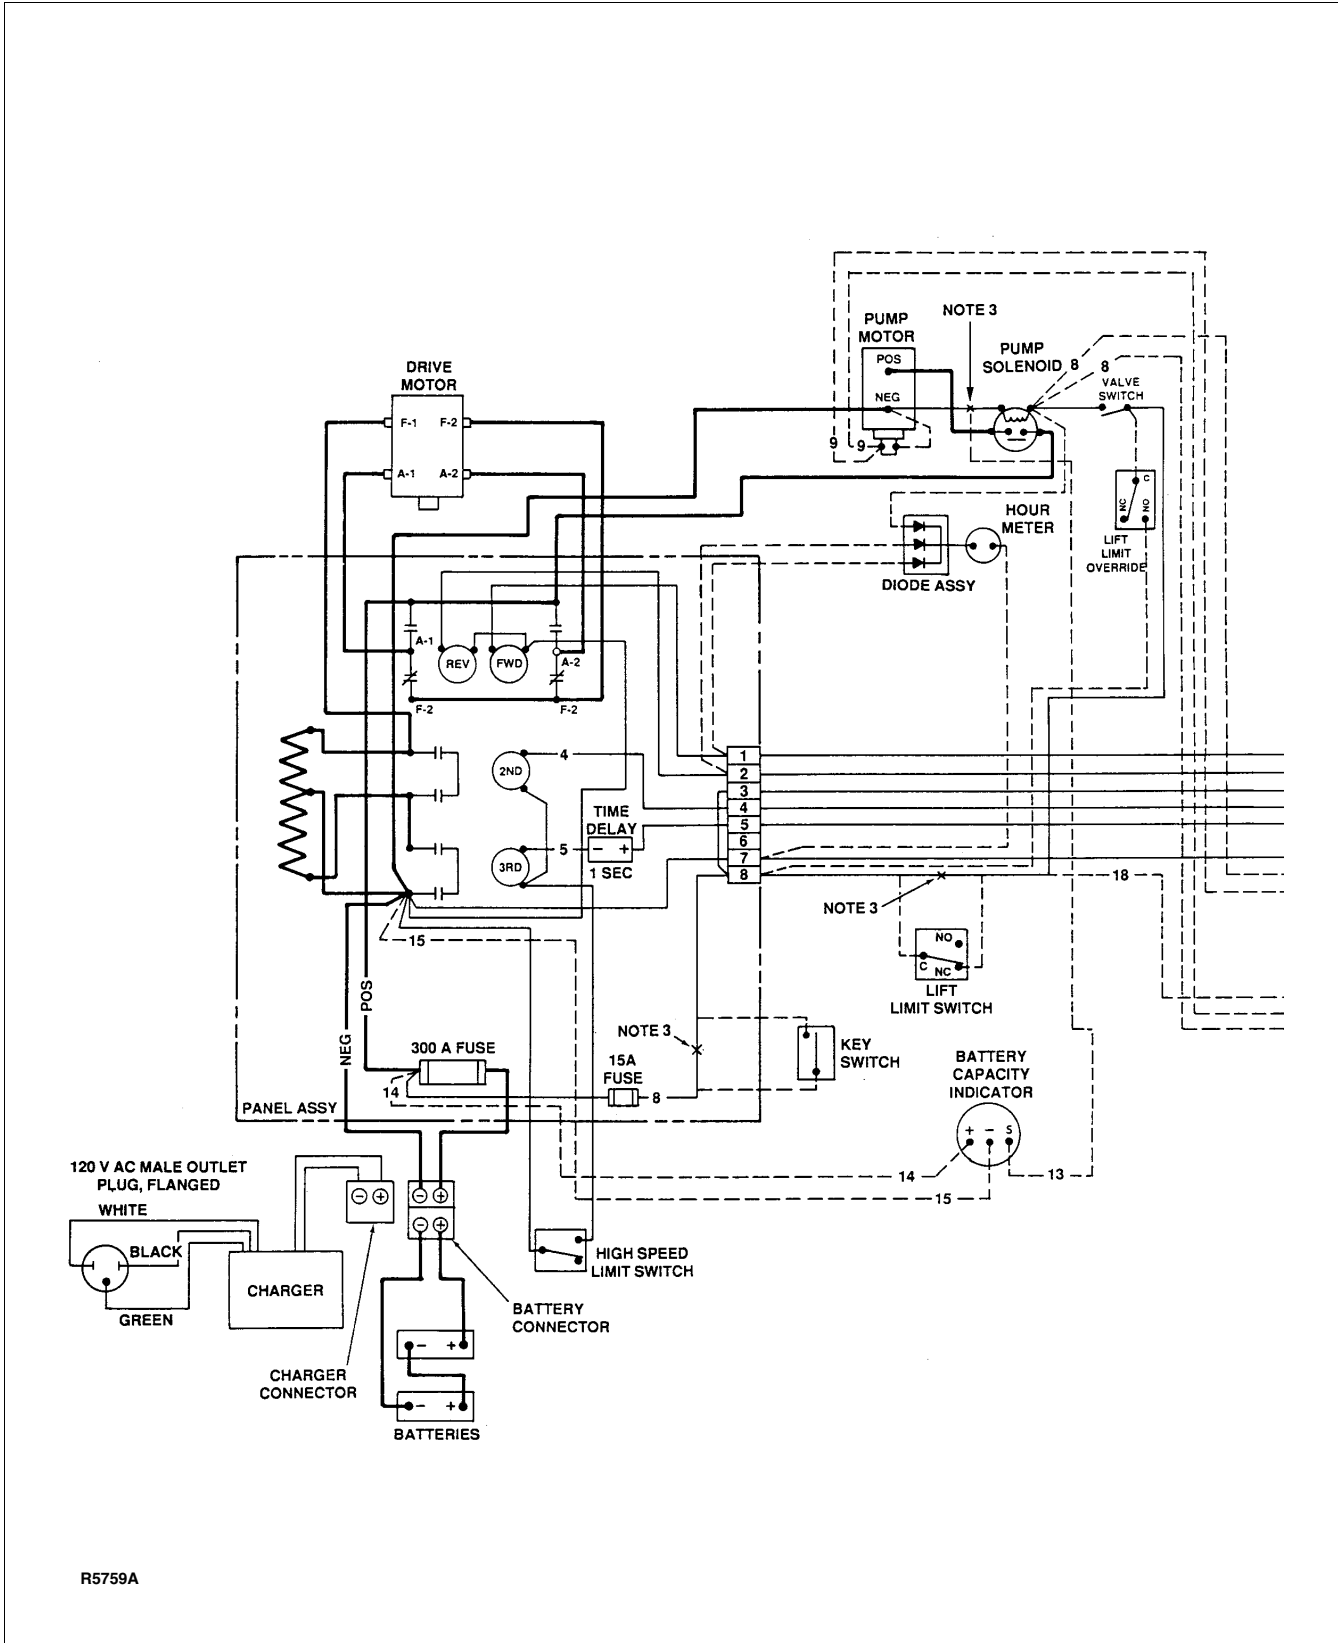 NOTE 3
PUMP
MOTOR
POS
NEG
9
9
PUMP
SOLENOID
8
8
VALVE
SWITCH
C
NC
NO
LIFT
LIMIT
OVERRIDE
DRIVE
MOTOR
F-1
F-2
A-1
A-2
HOUR
METER
DIODE ASSY
A-1
REV
FWD
A-2
F-2
F-2
2ND
4
TIME
DELAY
5
- +
1 SEC
3RD
1
2
3
4
5
6
7
8
18
NOTE 3
NO
C
NC
LIFT
LIMIT SWITCH
15
POS
NEG
300 A FUSE
14
NOTE 3
15A
FUSE
8
KEY
SWITCH
BATTERY
CAPACITY
INDICATOR
+ - S
PANEL ASSY
14
13
15
120 V AC MALE OUTLET
PLUG, FLANGED
WHITE
BLACK
GREEN
CHARGER
- +
- +
- +
CHARGER
CONNECTOR
HIGH SPEED
LIMIT SWITCH
BATTERY
CONNECTOR
- +
- +
BATTERIES
R5759A